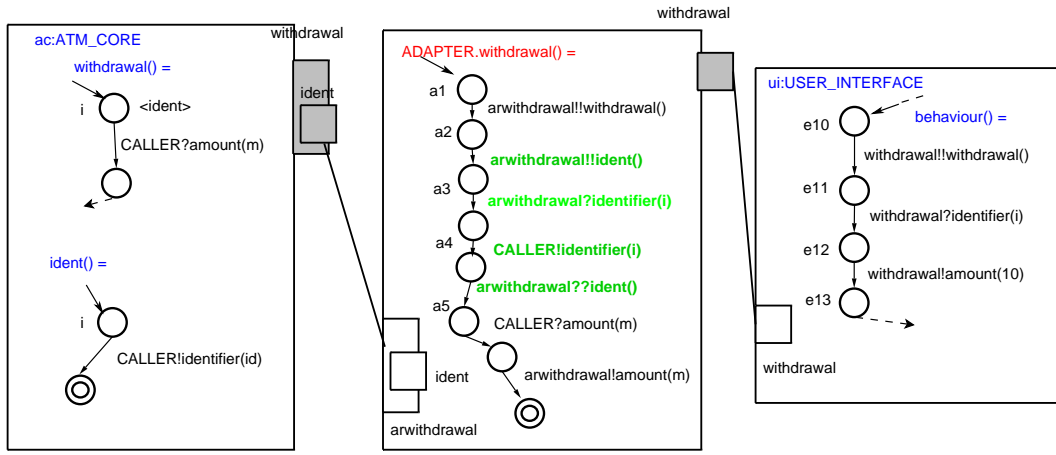 ac:ATM_CORE
withdrawal() =
i
<ident>
CALLER?amount(m)
ident() =
i
CALLER!identifier(id)
withdrawal
ident
ADAPTER.withdrawal() =
a1
arwithdrawal!!withdrawal()
a2
arwithdrawal!!ident()
a3
arwithdrawal?identifier(i)
a4
CALLER!identifier(i)
arwithdrawal??ident()
a5
CALLER?amount(m)
arwithdrawal!amount(m)
ident
arwithdrawal
withdrawal
ui:USER_INTERFACE
behaviour() =
e10
withdrawal!!withdrawal()
e11
withdrawal?identifier(i)
e12
withdrawal!amount(10)
e13
withdrawal